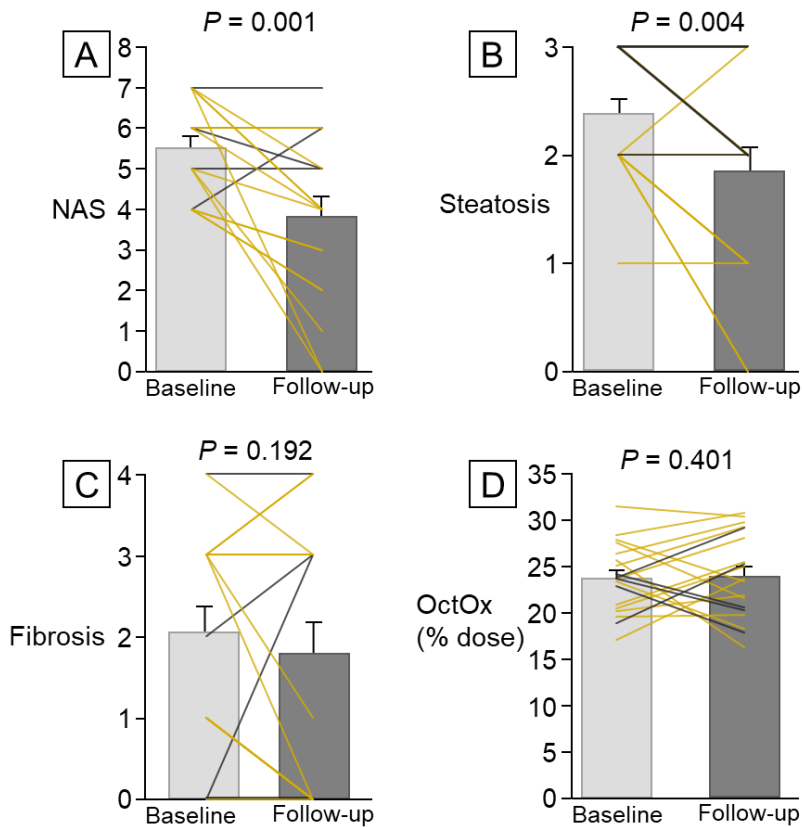 A
P = 0.001
NAS
8
7
6
5
4
3
2
1
0
Baseline
Follow-up
B
P = 0.004
Steatosis
3
2
1
0
Baseline
Follow-up
C
P = 0.192
Fibrosis
4
3
2
1
0
Baseline
Follow-up
D
P = 0.401
OctOx
(% dose)
35
30
25
20
15
10
5
0
Baseline
Follow-up